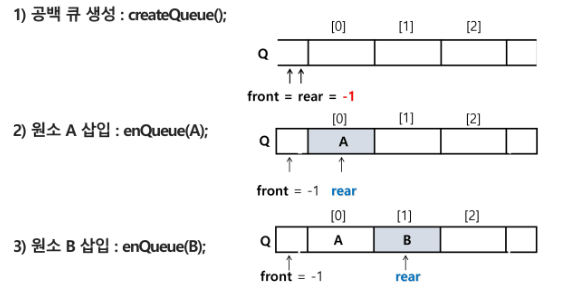 1) 공백 큐 생성 : createQueue();
[0] [1] [2]
Q
front = rear = -1
2) 원소 A 삽입 : enQueue(A);
[0] [1] [2]
Q A
front = -1 rear
3) 원소 B 삽입 : enQueue(B);
[0] [1] [2]
Q A B
front = -1 rear